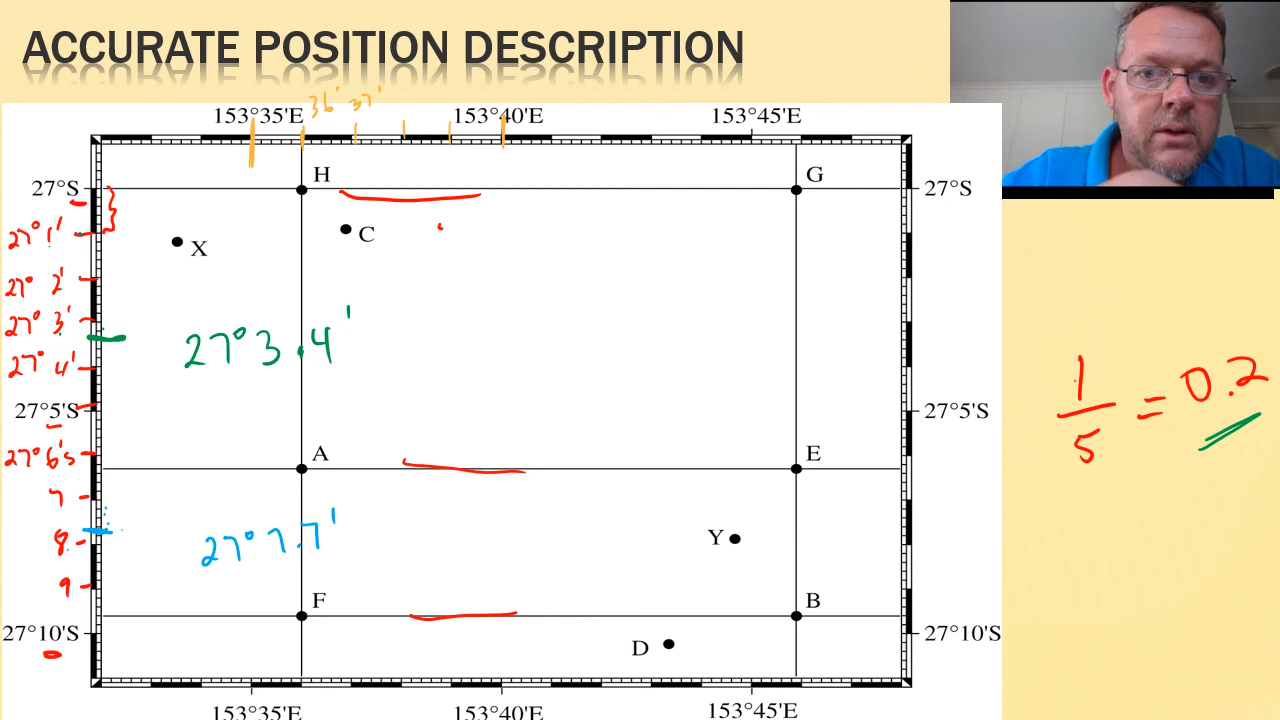 ACCURATE POSITION DESCRIPTION
36' 37'
153°35'E 153°40'E 153°45'E
H G
27°S 27°S
27° 1'
X C
27° 2'
27° 3'
27° 3.4'
27° 4'
1/5 = 0.2
27°5'S 27°5'S
27° 6's
A E
7
8
27° 7.7'
Y
9
F B
27°10'S 27°10'S
D
153°35'E 153°40'E 153°45'E